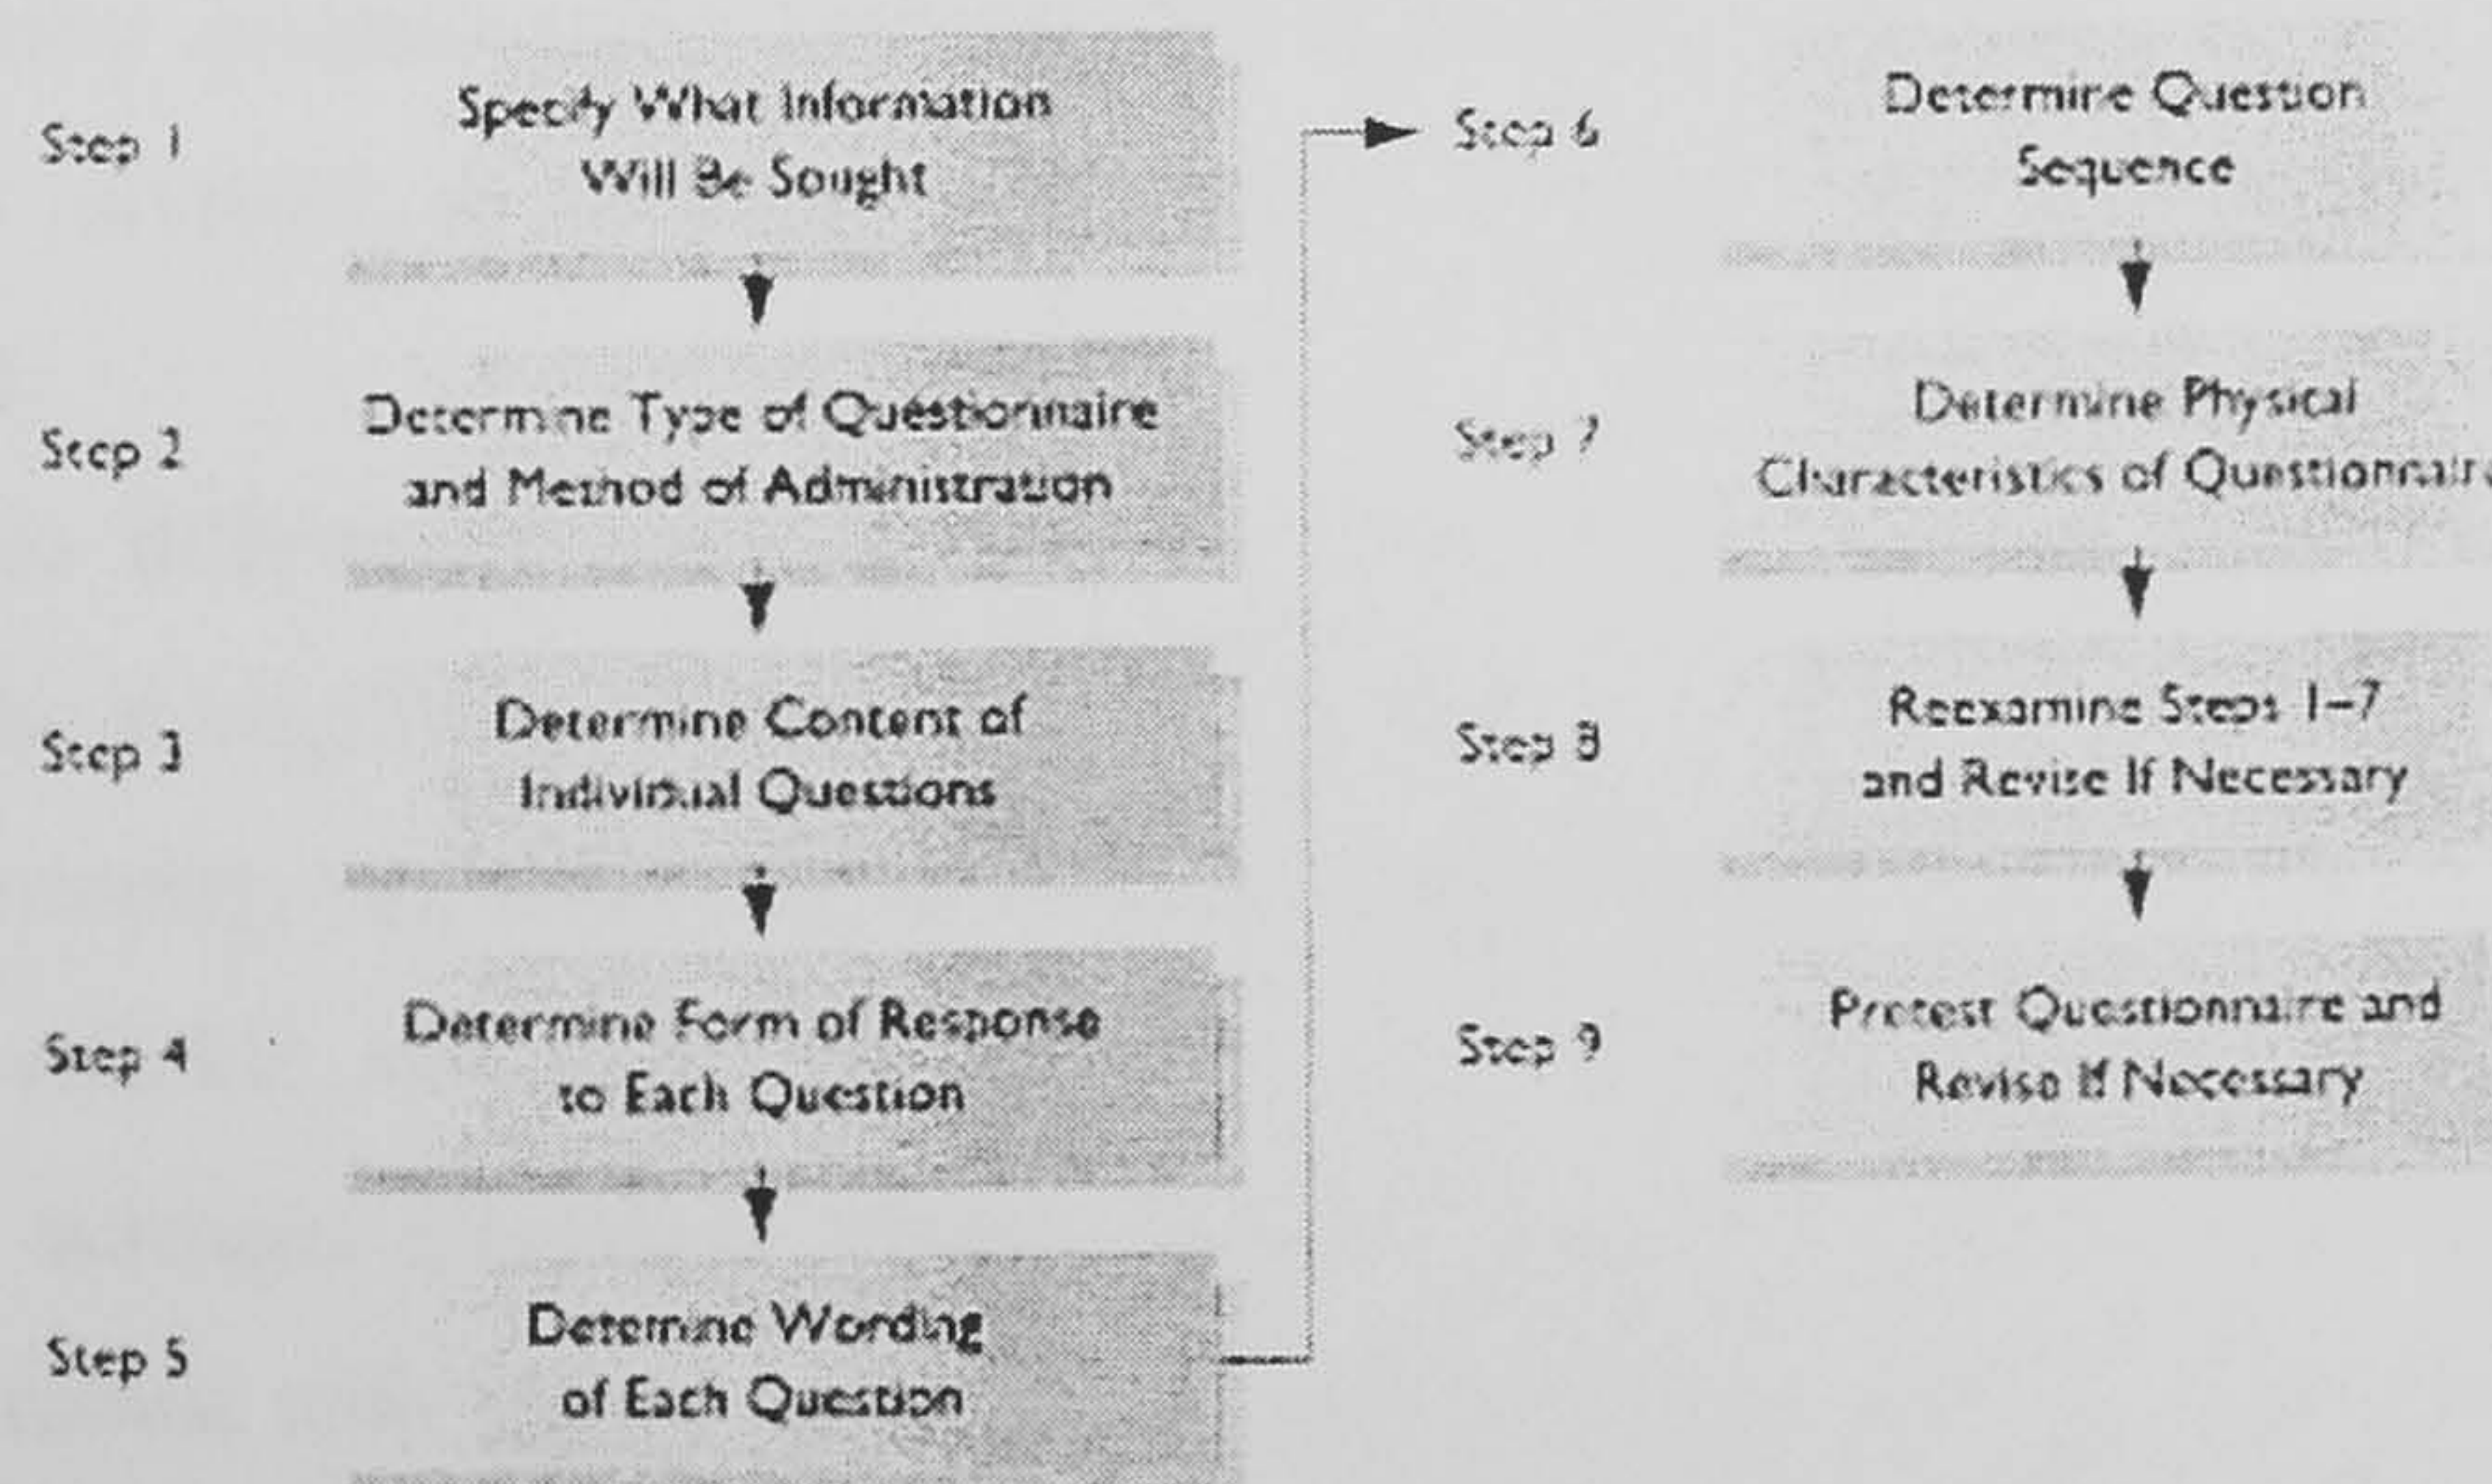 Step 1
Specify What Information
Will Be Sought
Step 2
Determine Type of Questionnaire
and Method of Administration
Step 3
Determine Content of
Individual Questions
Step 4
Determine Form of Response
to Each Question
Step 5
Determine Wording
of Each Question
Step 6
Determine Question
Sequence
Step 7
Determine Physical
Characteristics of Questionnaire
Step 8
Reexamine Steps 1–7
and Revise If Necessary
Step 9
Pretest Questionnaire and
Revise If Necessary